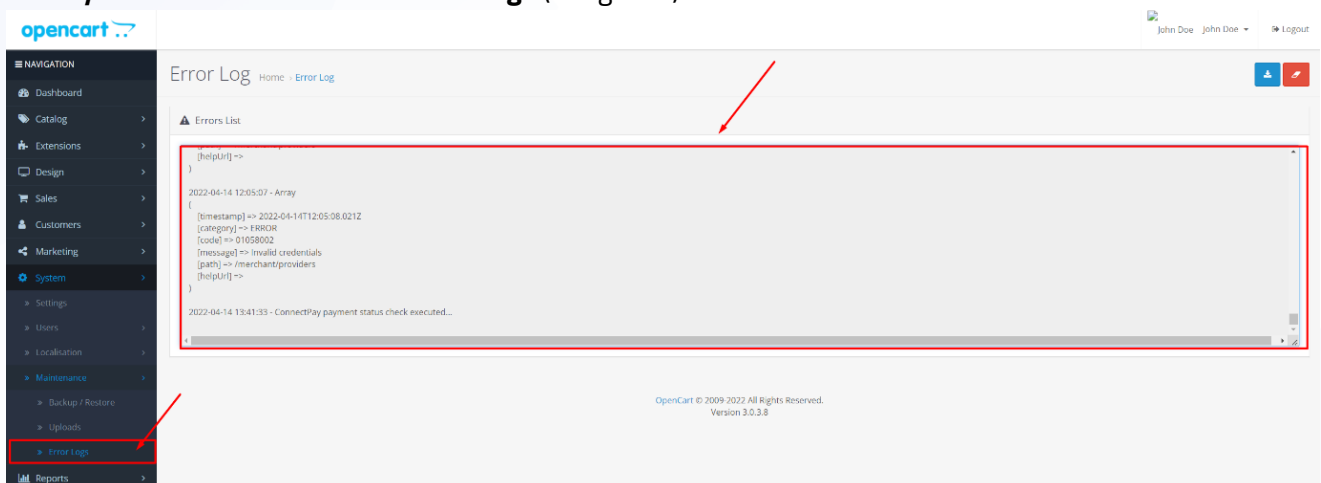 opencart
John Doe John Doe Logout
NAVIGATION
Error Log Home › Error Log
Dashboard
Catalog
Errors List
Extensions
[helpUrl] =>
)
Design
2022-04-14 12:05:07 - Array
Sales
(
[timestamp] => 2022-04-14T12:05:08.021Z
Customers
[category] => ERROR
[code] => 01058002
Marketing
[message] => Invalid credentials
[path] => /merchant/providers
System
[helpUrl] =>
)
Settings
2022-04-14 13:41:33 - ConnectPay payment status check executed...
Users
Localisation
Maintenance
Backup / Restore
OpenCart © 2009-2022 All Rights Reserved.
Version 3.0.3.8
Uploads
Error Logs
Reports